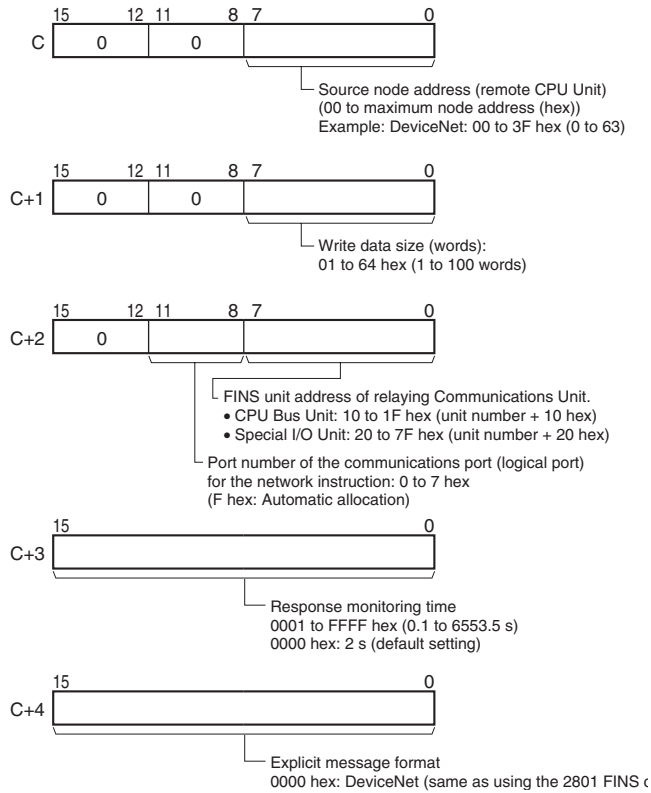 15 12 11 8 7 0
C 0 0
Source node address (remote CPU Unit)
(00 to maximum node address (hex))
Example: DeviceNet: 00 to 3F hex (0 to 63)
15 12 11 8 7 0
C+1 0 0
Write data size (words):
01 to 64 hex (1 to 100 words)
15 12 11 8 7 0
C+2 0
FINS unit address of relaying Communications Unit.
• CPU Bus Unit: 10 to 1F hex (unit number + 10 hex)
• Special I/O Unit: 20 to 7F hex (unit number + 20 hex)
Port number of the communications port (logical port)
for the network instruction: 0 to 7 hex
(F hex: Automatic allocation)
15 0
C+3
Response monitoring time
0001 to FFFF hex (0.1 to 6553.5 s)
0000 hex: 2 s (default setting)
15 0
C+4
Explicit message format
0000 hex: DeviceNet (same as using the 2801 FINS